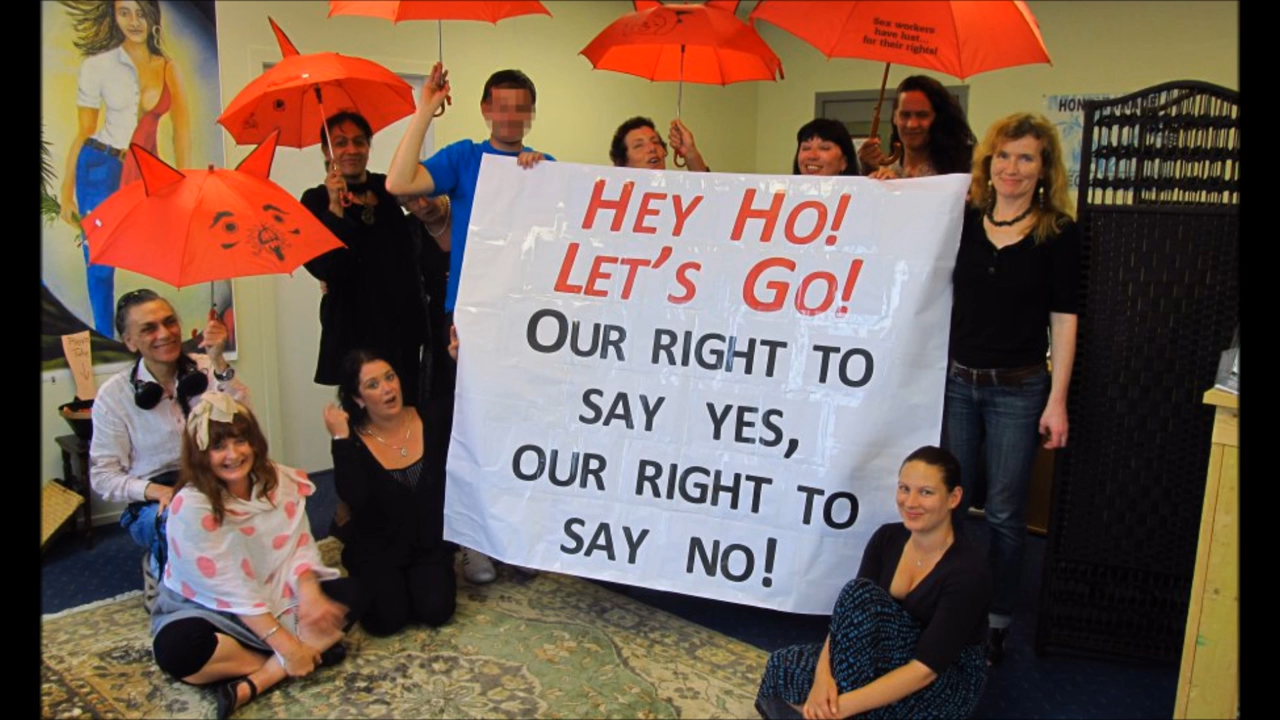 Sex workers
have lust...
for their rights!
HEY HO!
LET'S GO!
OUR RIGHT TO
SAY YES,
OUR RIGHT TO
SAY NO!